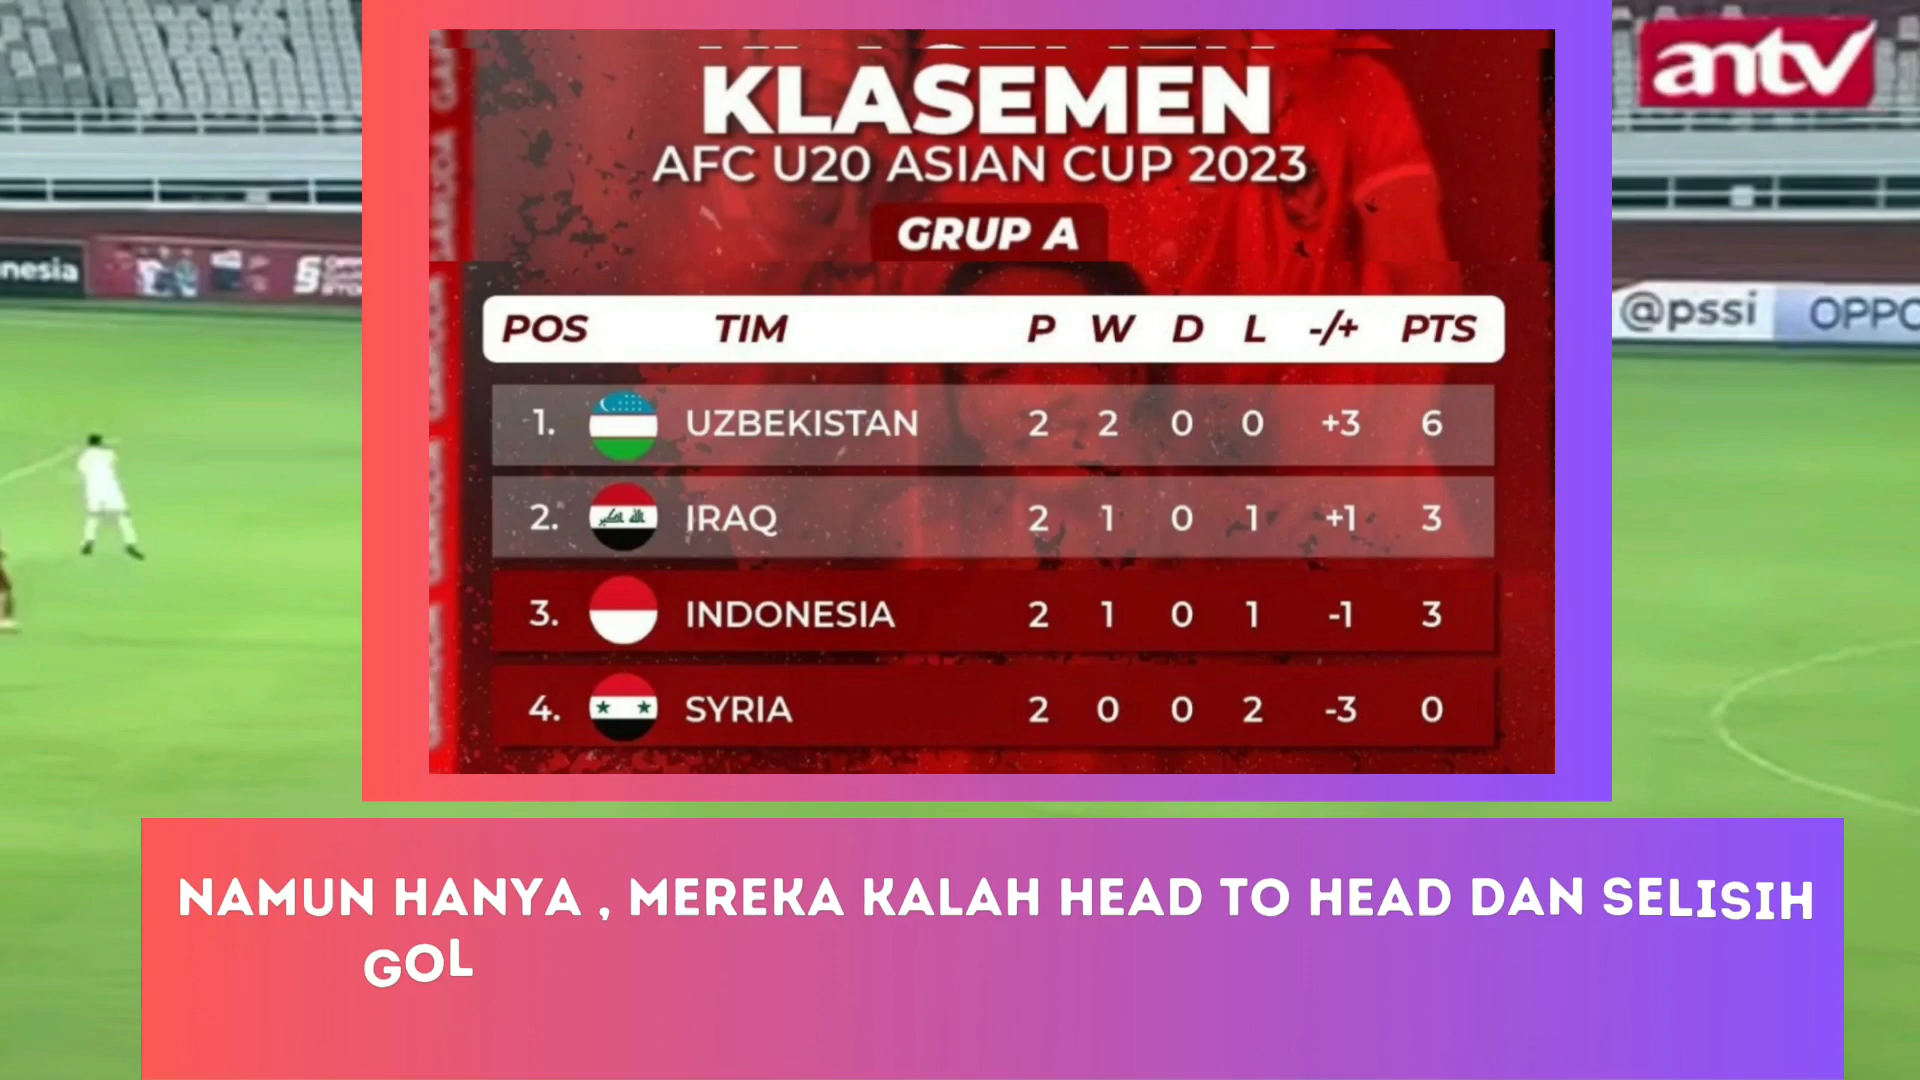 antv
KLASEMEN
AFC U20 ASIAN CUP 2023
GRUP A
nesia
@pssi OPPO
POS TIM P W D L -/+ PTS
1. UZBEKISTAN 2 2 0 0 +3 6
2. IRAQ 2 1 0 1 +1 3
3. INDONESIA 2 1 0 1 -1 3
4. SYRIA 2 0 0 2 -3 0
NAMUN HANYA , MEREKA KALAH HEAD TO HEAD DAN SELISIH
GOL